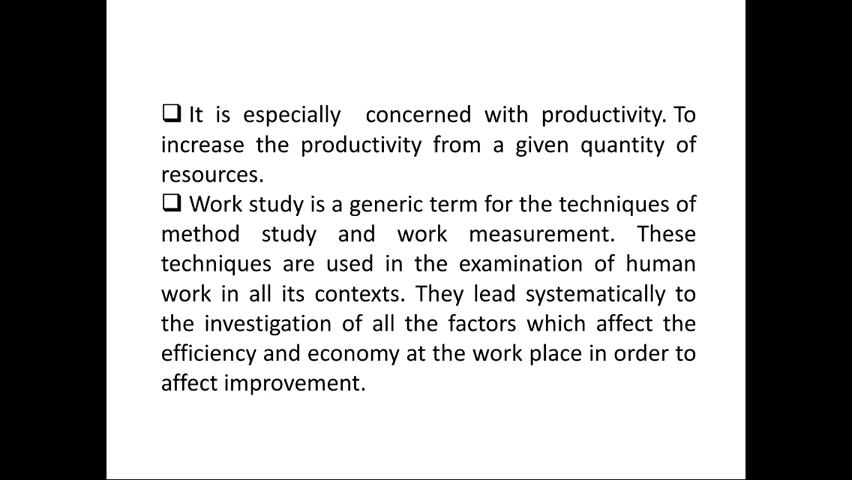 ❑ It is especially concerned with productivity. To
increase the productivity from a given quantity of
resources.
❑ Work study is a generic term for the techniques of
method study and work measurement. These
techniques are used in the examination of human
work in all its contexts. They lead systematically to
the investigation of all the factors which affect the
efficiency and economy at the work place in order to
affect improvement.